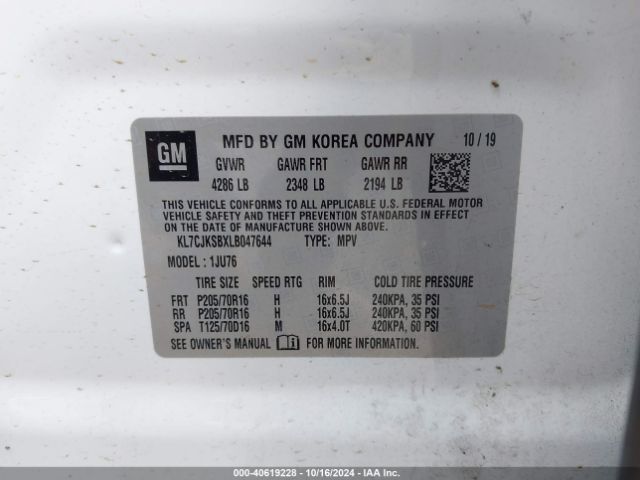 GM MFD BY GM KOREA COMPANY 10 / 19
GVWR GAWR FRT GAWR RR
4286 LB 2348 LB 2194 LB
THIS VEHICLE CONFORMS TO ALL APPLICABLE U.S. FEDERAL MOTOR
VEHICLE SAFETY AND THEFT PREVENTION STANDARDS IN EFFECT
ON THE DATE OF MANUFACTURE SHOWN ABOVE.
KL7CJKSBXLB047644 TYPE: MPV
MODEL : 1JU76
TIRE SIZE SPEED RTG RIM COLD TIRE PRESSURE
FRT P205/70R16 H 16x6.5J 240KPA, 35 PSI
RR P205/70R16 H 16x6.5J 240KPA, 35 PSI
SPA T125/70D16 M 16x4.0T 420KPA, 60 PSI
SEE OWNER'S MANUAL FOR MORE INFORMATION.
000-40619228 - 10/16/2024 - IAA Inc.